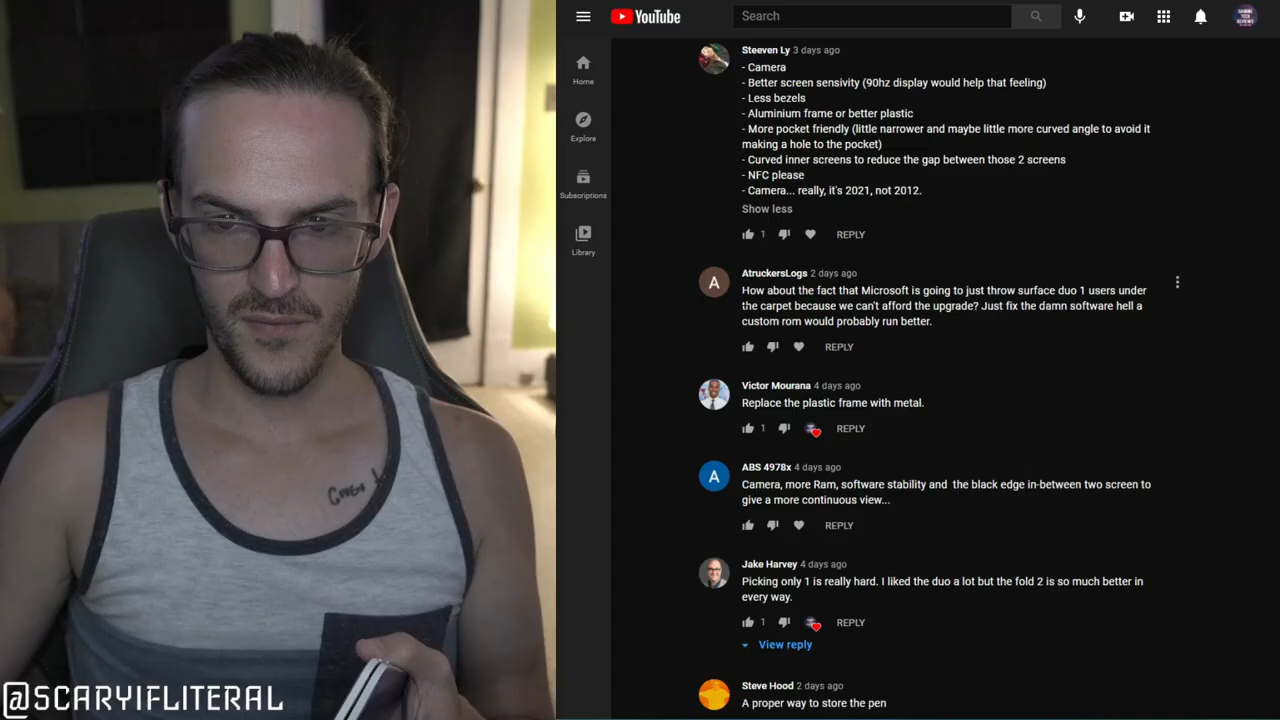 YouTube
Search
Home
Explore
Subscriptions
Library
Steeven Ly 3 days ago
- Camera
- Better screen sensivity (90hz display would help that feeling)
- Less bezels
- Aluminium frame or better plastic
- More pocket friendly (little narrower and maybe little more curved angle to avoid it
making a hole to the pocket)
- Curved inner screens to reduce the gap between those 2 screens
- NFC please
- Camera... really, it's 2021, not 2012.
Show less
1 REPLY
A
AtruckersLogs 2 days ago
How about the fact that Microsoft is going to just throw surface duo 1 users under
the carpet because we can't afford the upgrade? Just fix the damn software hell a
custom rom would probably run better.
REPLY
Victor Mourana 4 days ago
Replace the plastic frame with metal.
1 REPLY
A
ABS 4978x 4 days ago
Camera, more Ram, software stability and the black edge in-between two screen to
give a more continuous view...
REPLY
Jake Harvey 4 days ago
Picking only 1 is really hard. I liked the duo a lot but the fold 2 is so much better in
every way.
1 REPLY
View reply
Steve Hood 2 days ago
A proper way to store the pen
@SCARYIFLITERAL